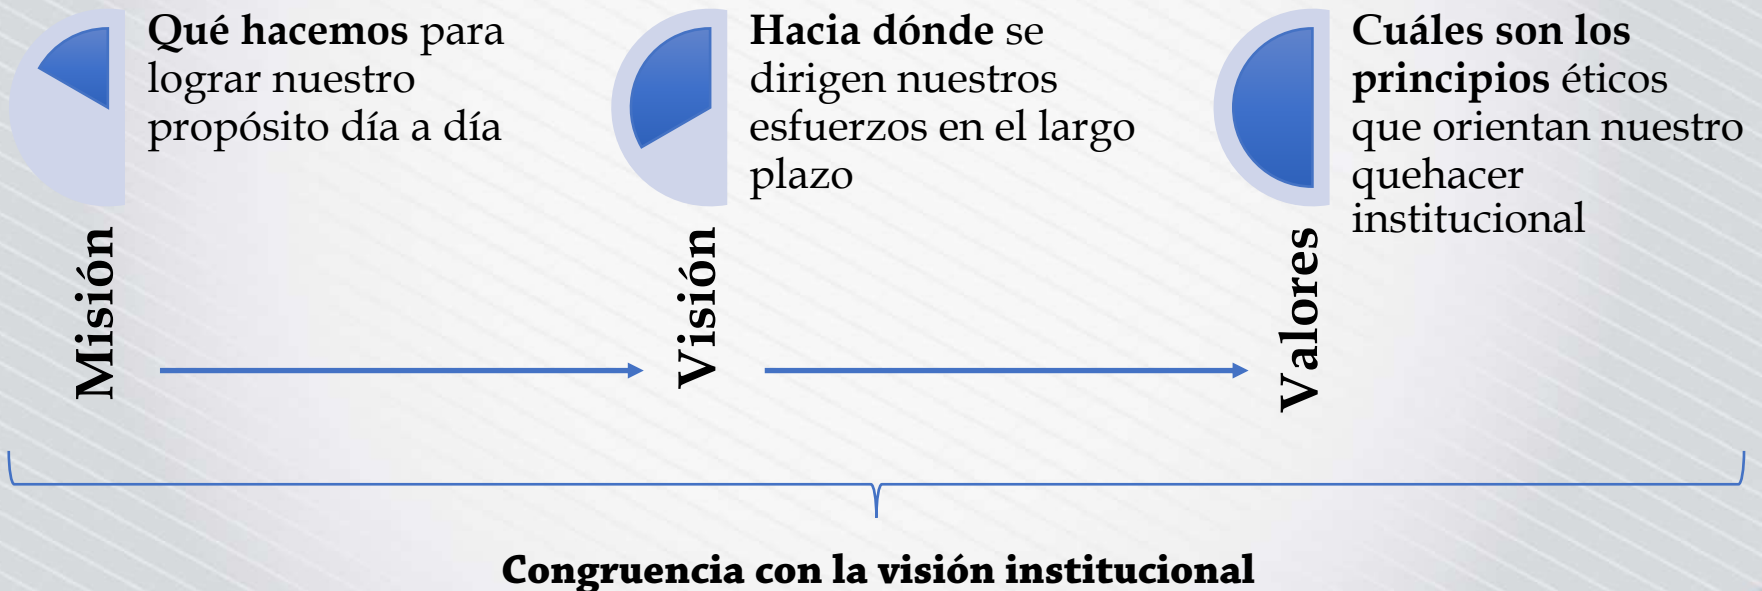 Qué hacemos para
lograr nuestro
propósito día a día
Misión
Hacia dónde se
dirigen nuestros
esfuerzos en el largo
plazo
Visión
Cuáles son los
principios éticos
que orientan nuestro
quehacer
institucional
Valores
Congruencia con la visión institucional